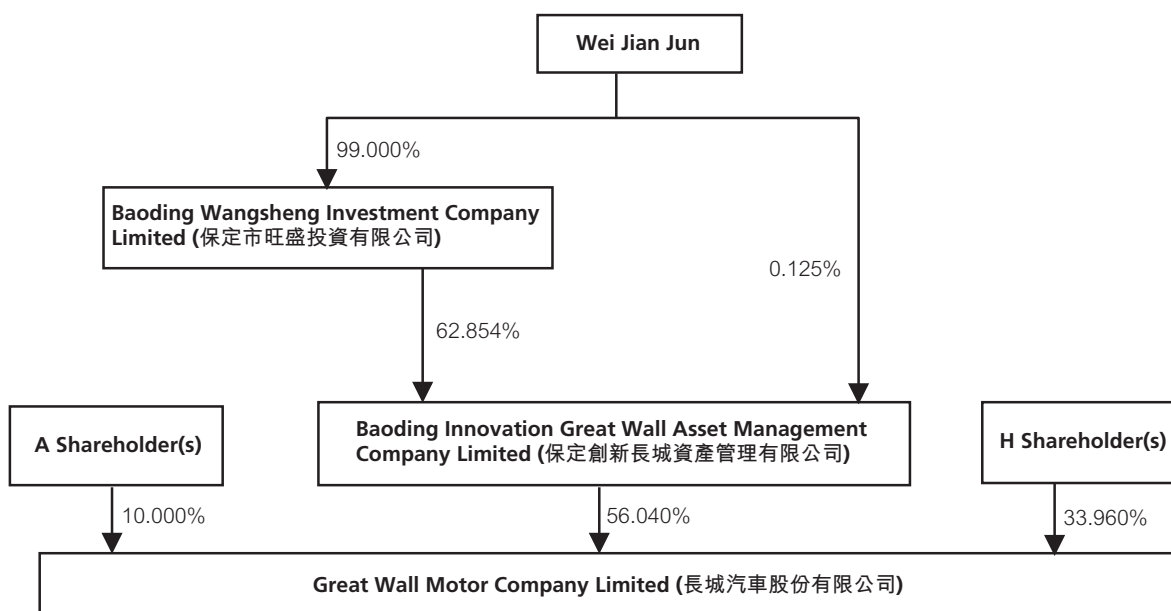 Wei Jian Jun
99.000%
Baoding Wangsheng Investment Company
Limited (保定市旺盛投資有限公司)
0.125%
62.854%
A Shareholder(s)
Baoding Innovation Great Wall Asset Management
Company Limited (保定創新長城資產管理有限公司)
H Shareholder(s)
10.000%
56.040%
33.960%
Great Wall Motor Company Limited (長城汽車股份有限公司)